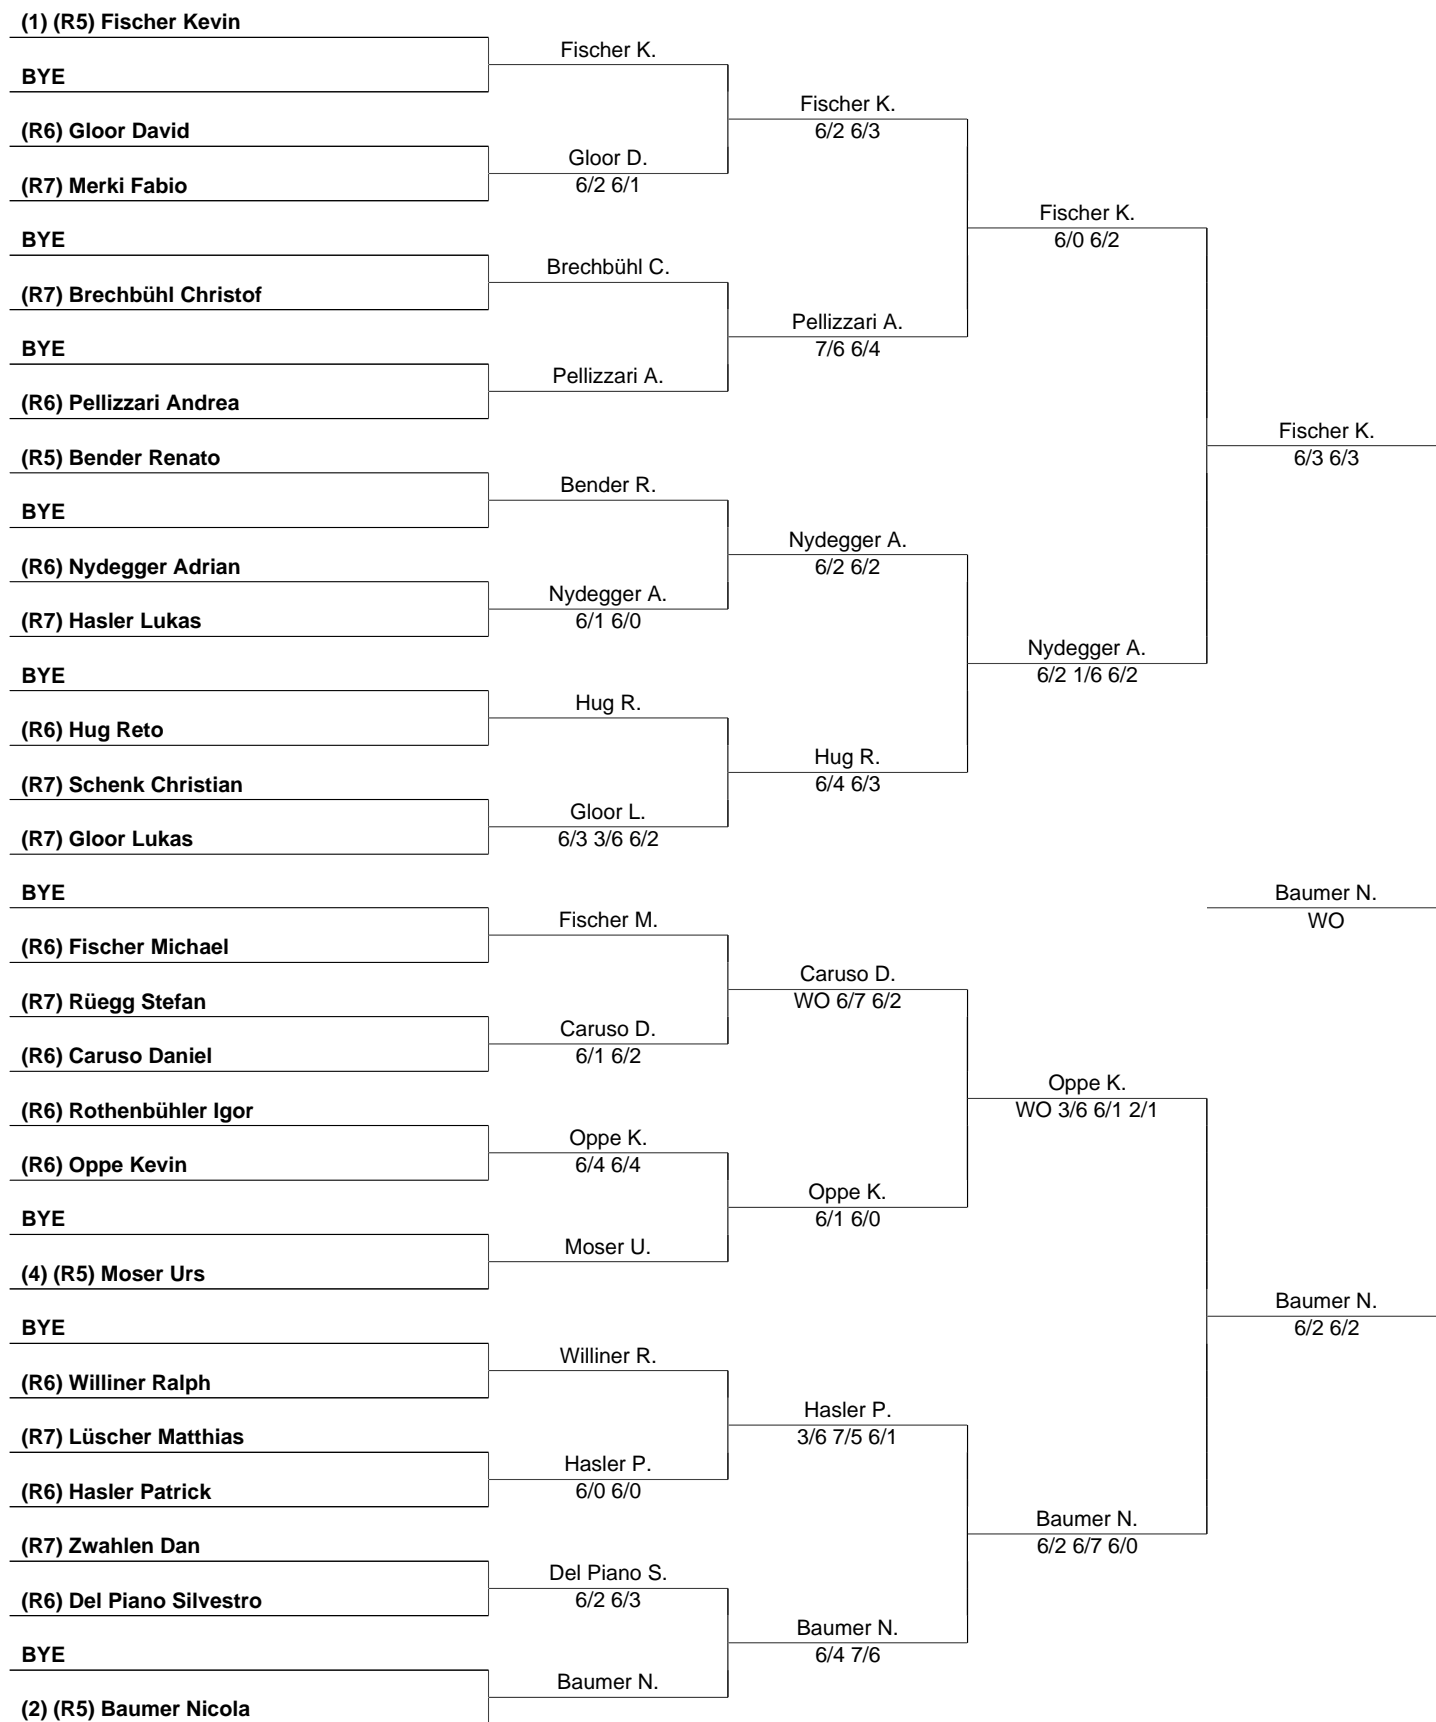 (1) (R5) Fischer Kevin
BYE
(R6) Gloor David
(R7) Merki Fabio
BYE
(R7) Brechbühl Christof
BYE
(R6) Pellizzari Andrea
(R5) Bender Renato
BYE
(R6) Nydegger Adrian
(R7) Hasler Lukas
BYE
(R6) Hug Reto
(R7) Schenk Christian
(R7) Gloor Lukas
BYE
(R6) Fischer Michael
(R7) Rüegg Stefan
(R6) Caruso Daniel
(R6) Rothenbühler Igor
(R6) Oppe Kevin
BYE
(4) (R5) Moser Urs
BYE
(R6) Williner Ralph
(R7) Lüscher Matthias
(R6) Hasler Patrick
(R7) Zwahlen Dan
(R6) Del Piano Silvestro
BYE
(2) (R5) Baumer Nicola
Fischer K.
Gloor D.
6/2 6/1
Brechbühl C.
Pellizzari A.
Bender R.
Nydegger A.
6/1 6/0
Hug R.
Gloor L.
6/3 3/6 6/2
Fischer M.
Caruso D.
6/1 6/2
Oppe K.
6/4 6/4
Moser U.
Williner R.
Hasler P.
6/0 6/0
Del Piano S.
6/2 6/3
Baumer N.
Fischer K.
6/2 6/3
Pellizzari A.
7/6 6/4
Nydegger A.
6/2 6/2
Hug R.
6/4 6/3
Caruso D.
WO 6/7 6/2
Oppe K.
6/1 6/0
Hasler P.
3/6 7/5 6/1
Baumer N.
6/4 7/6
Fischer K.
6/0 6/2
Nydegger A.
6/2 1/6 6/2
Oppe K.
WO 3/6 6/1 2/1
Baumer N.
6/2 6/7 6/0
Fischer K.
6/3 6/3
Baumer N.
WO
Baumer N.
6/2 6/2